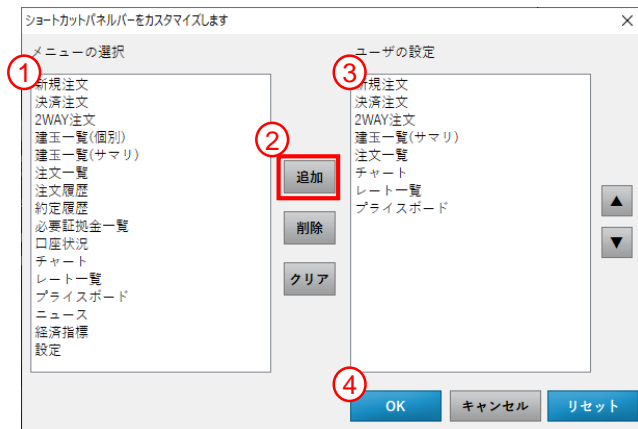 ショートカットパネルバーをカスタマイズします
メニューの選択
①
新規注文
決済注文
2WAY注文
建玉一覧(個別)
建玉一覧(サマリ)
注文一覧
注文履歴
約定履歴
必要証拠金一覧
口座状況
チャート
レート一覧
プライスボード
ニュース
経済指標
設定
②
追加
削除
クリア
ユーザの設定
③
新規注文
決済注文
2WAY注文
建玉一覧(サマリ)
注文一覧
チャート
レート一覧
プライスボード
▲
▼
④
OK
キャンセル
リセット